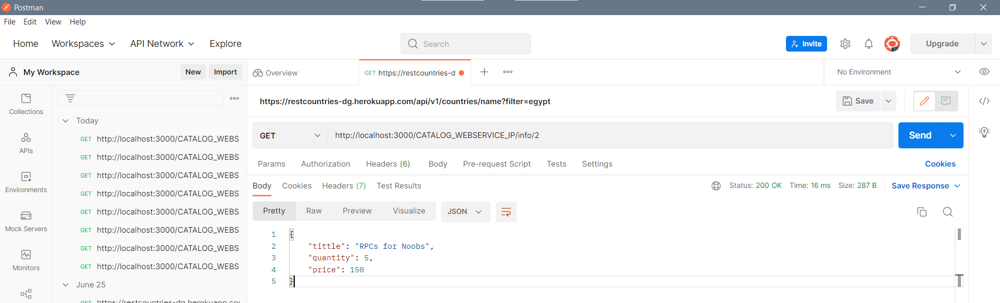 Postman
File Edit View Help
Home Workspaces API Network Explore Search Invite Upgrade
My Workspace New Import Overview GET https://restcountries-d No Environment
https://restcountries-dg.herokuapp.com/api/v1/countries/name?filter=egypt Save
Collections
APIs
Environments
Mock Servers
Monitors
Today
GET http://localhost:3000/CATALOG_WEBS
GET http://localhost:3000/CATALOG_WEBS
GET http://localhost:3000/CATALOG_WEBS
GET http://localhost:3000/CATALOG_WEBS
GET http://localhost:3000/CATALOG_WEBS
GET http://localhost:3000/CATALOG_WEBS
GET http://localhost:3000/CATALOG_WEBS
GET http://localhost:3000/CATALOG_WEBS
June 25
GET https://restcountries-dg.herokuapp.co
GET http://localhost:3000/CATALOG_WEBSERVICE_IP/info/2 Send
Params Authorization Headers (6) Body Pre-request Script Tests Settings Cookies
Body Cookies Headers (7) Test Results Status: 200 OK Time: 16 ms Size: 287 B Save Response
Pretty Raw Preview Visualize JSON
1 {
2 "tittle": "RPCs for Noobs",
3 "quantity": 5,
4 "price": 150
5 }